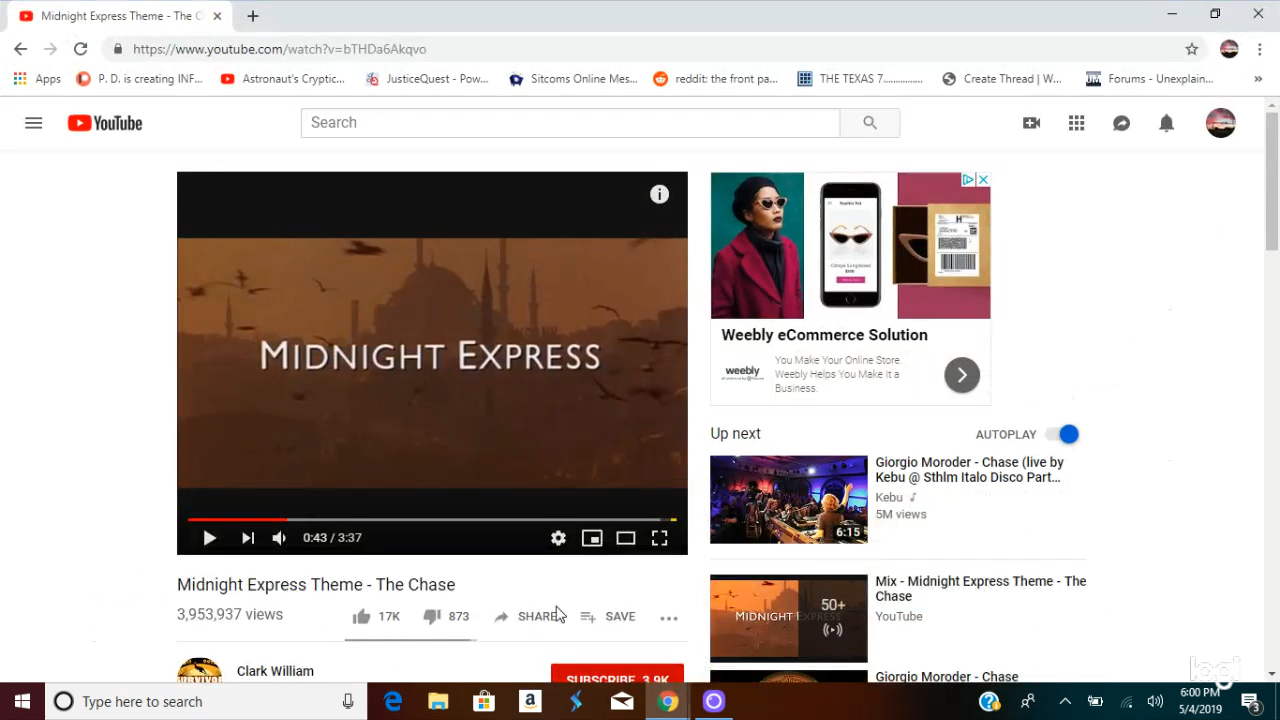 Midnight Express Theme - The C
https://www.youtube.com/watch?v=bTHDa6Akqvo
Apps P. D. is creating INF... Astronaut's Cryptic... JusticeQuest - Pow... Sitcoms Online Mes... reddit: the front pa... THE TEXAS 7............... Create Thread | W... Forums - Unexplain... »
YouTube
Search
MIDNIGHT EXPRESS
0:43 / 3:37
Weebly eCommerce Solution
weebly
You Make Your Online Store.
Weebly Helps You Make It a
Business.
Up next AUTOPLAY
Giorgio Moroder - Chase (live by
Kebu @ Sthlm Italo Disco Part...
Kebu
5M views
6:15
Midnight Express Theme - The Chase
3,953,937 views 17K 873 SHARE SAVE
Mix - Midnight Express Theme - The
Chase
YouTube
50+
MIDNIGHT EXPRESS
Clark William
SUBSCRIBE 3.9K
Giorgio Moroder - Chase
logi
Type here to search
6:00 PM
5/4/2019
3